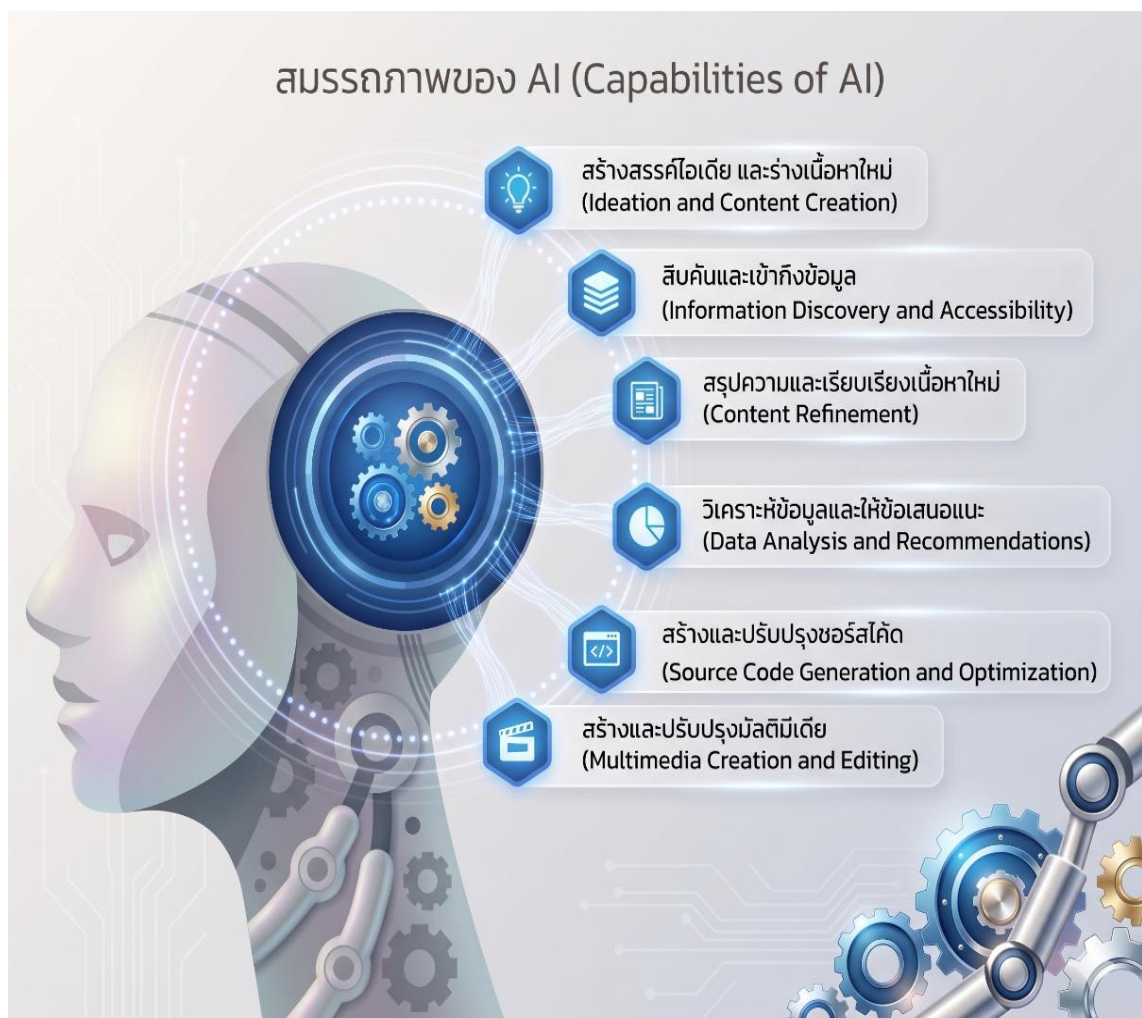 สมรรถภาพของ AI (Capabilities of AI)
สร้างสรรค์ไอเดีย และร่างเนื้อหาใหม่
(Ideation and Content Creation)
สืบค้นและเข้าถึงข้อมูล
(Information Discovery and Accessibility)
สรุปความและเรียบเรียงเนื้อหาใหม่
(Content Refinement)
วิเคราะห์ข้อมูลและให้ข้อเสนอแนะ
(Data Analysis and Recommendations)
สร้างและปรับปรุงซอร์สโค้ด
</>
(Source Code Generation and Optimization)
สร้างและปรับปรุงมัลติมีเดีย
(Multimedia Creation and Editing)